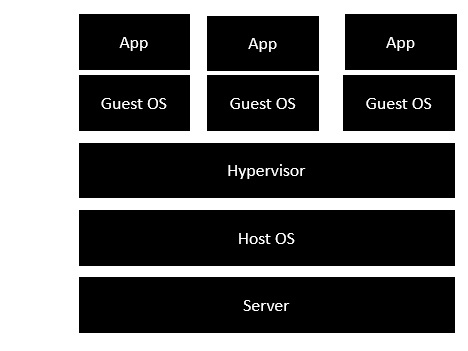 App App App
Guest OS Guest OS Guest OS
Hypervisor
Host OS
Server